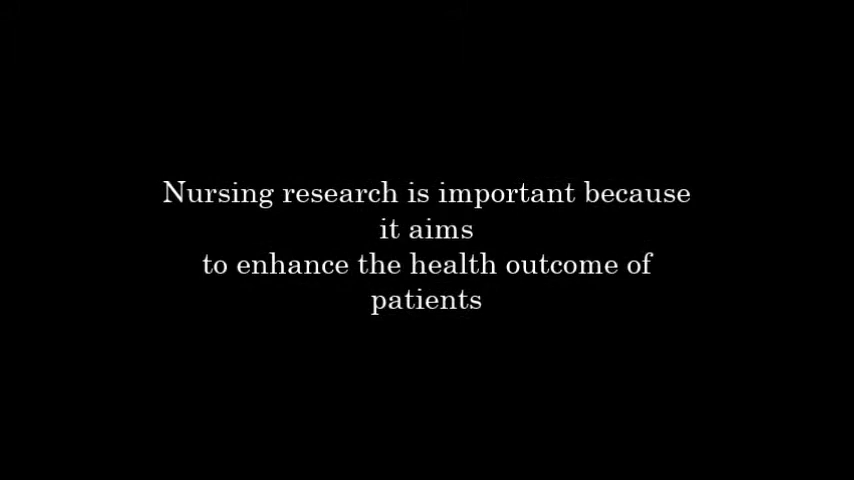 Nursing research is important because
it aims
to enhance the health outcome of
patients